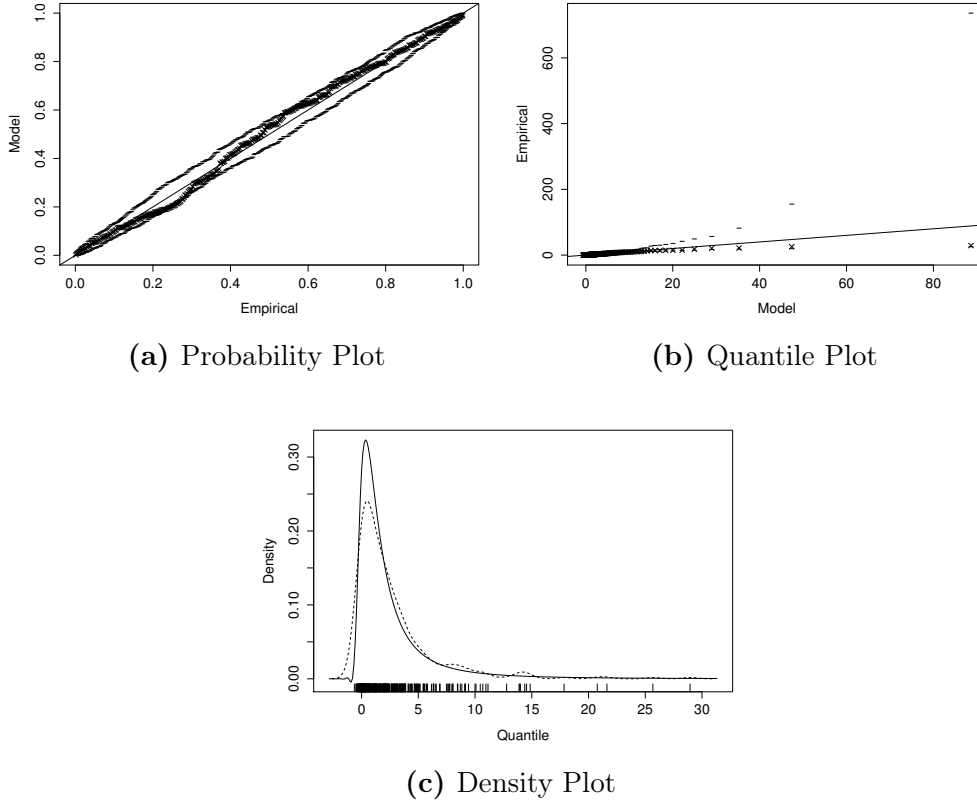 1.0
0.8
0.6
0.4
0.2
0.0
Model
0.0 0.2 0.4 0.6 0.8 1.0
Empirical
(a) Probability Plot
600
400
200
0
Empirical
0 20 40 60 80
Model
(b) Quantile Plot
0.30
0.20
0.10
0.00
Density
0 5 10 15 20 25 30
Quantile
(c) Density Plot